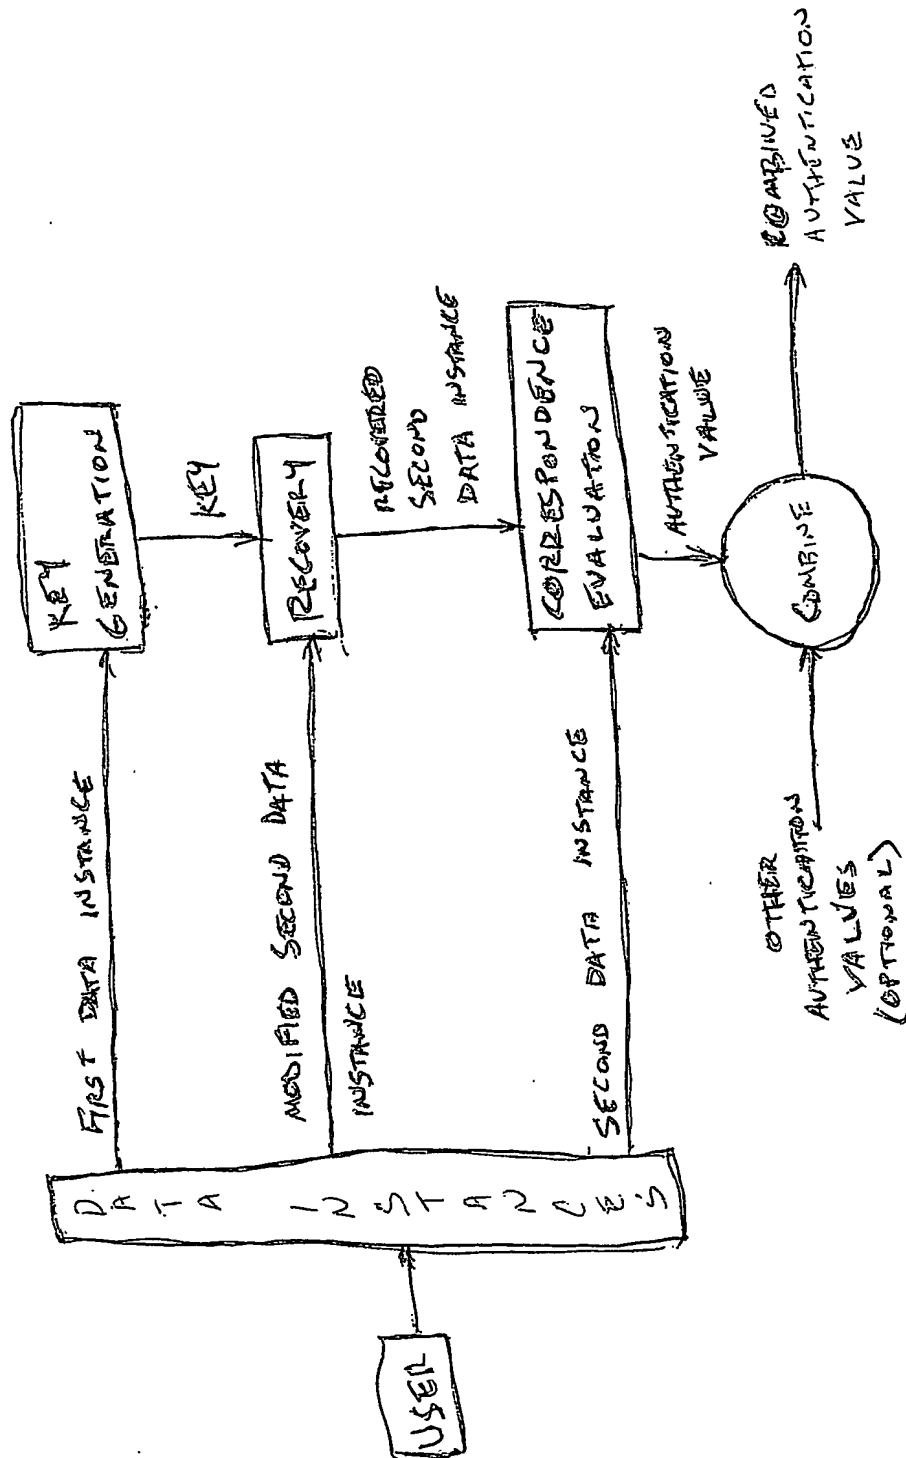 USER
DATA INSTANCES
FIRST DATA INSTANCE
KEY
GENERATION
KEY
MODIFIED SECOND DATA
INSTANCE
RECOVERY
RECOVERED
SECOND
DATA INSTANCE
SECOND DATA INSTANCE
CORRESPONDENCE
EVALUATION
AUTHENTICATION
VALUE
OTHER
AUTHENTICATION
VALUES
(OPTIONAL)
COMBINE
COMBINED
AUTHENTICATION
VALUE